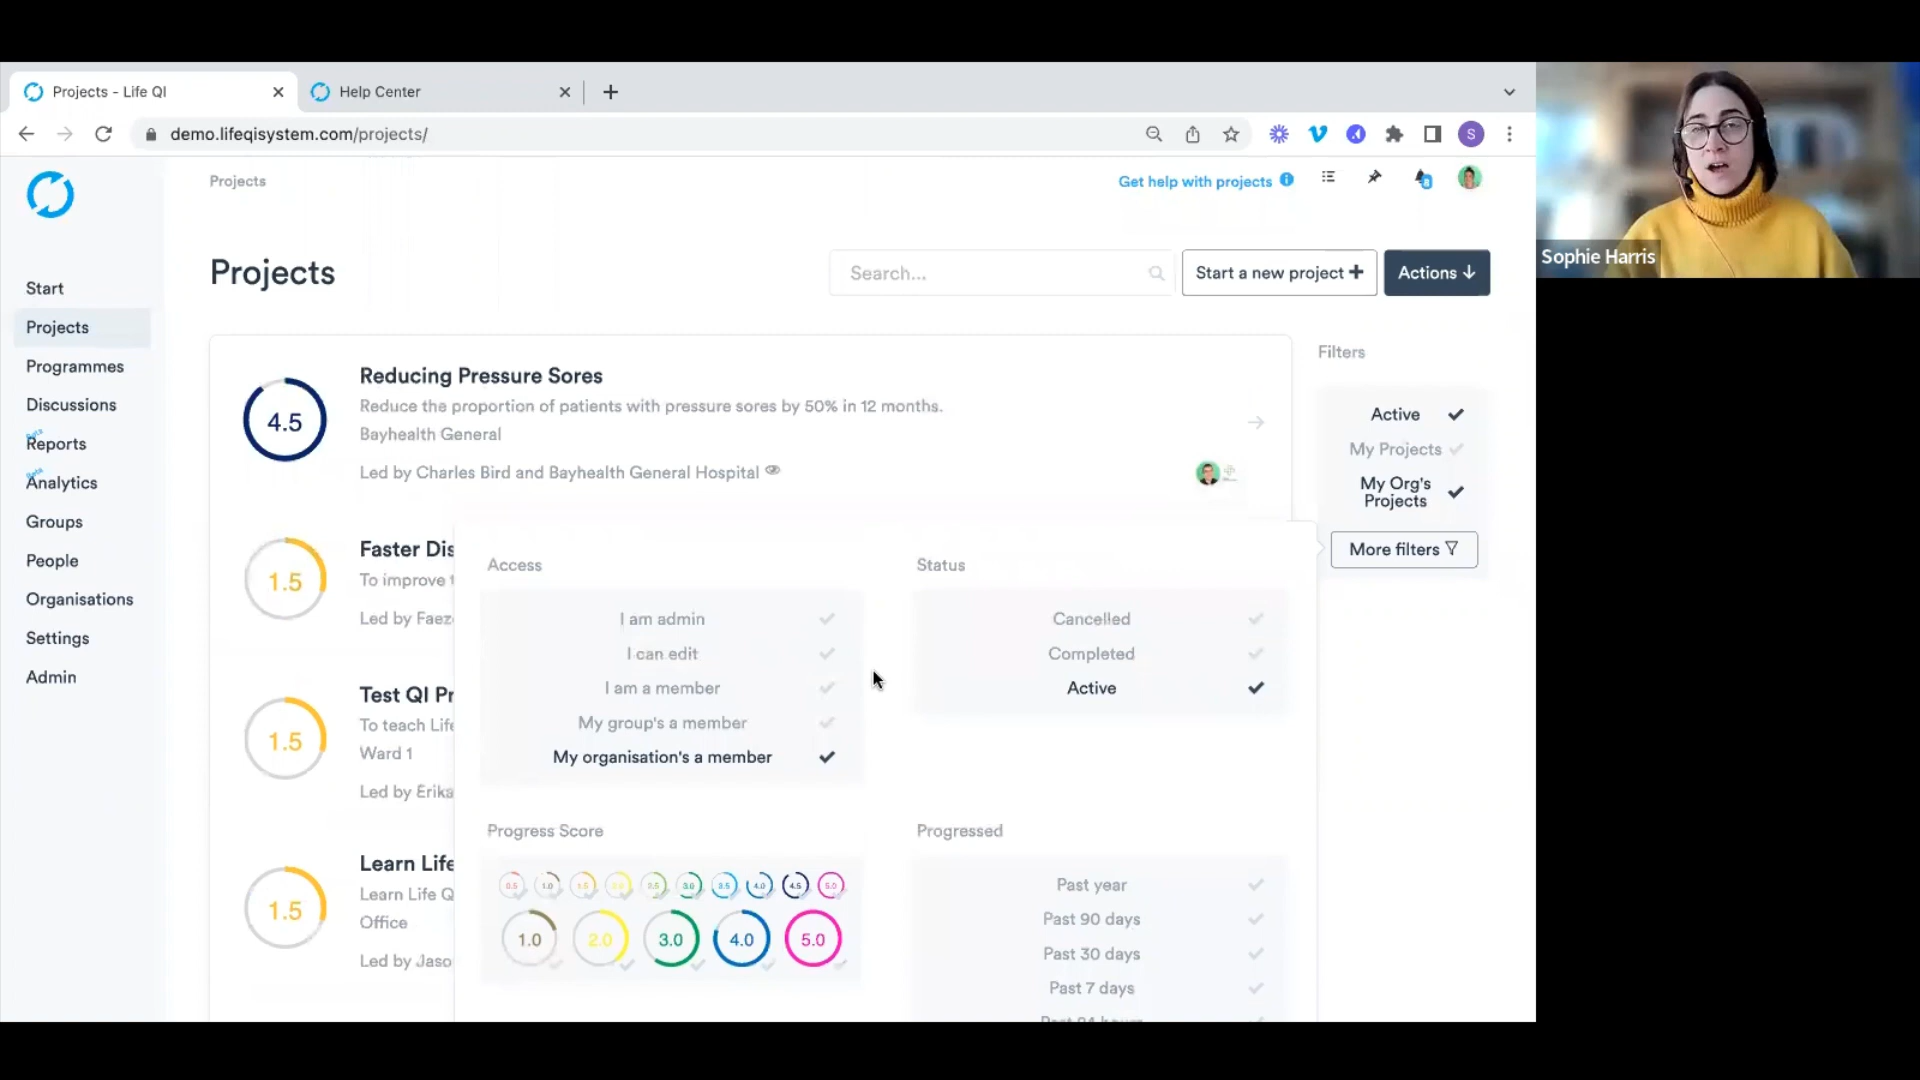 Projects - Life QI
Help Center
demo.lifeqisystem.com/projects/
S
Projects
Get help with projects
8
Sophie Harris
Projects
Search...
Start a new project +
Actions ↓
Start
Projects
Programmes
Discussions
Beta
Reports
Beta
Analytics
Groups
People
Organisations
Settings
Admin
4.5
Reducing Pressure Sores
Reduce the proportion of patients with pressure sores by 50% in 12 months.
Bayhealth General
Led by Charles Bird and Bayhealth General Hospital
1.5
Faster Dis
To improve
Led by Faez
1.5
Test QI Pr
To teach Life
Ward 1
Led by Erika
1.5
Learn Life
Learn Life Q
Office
Led by Jaso
Filters
Active
My Projects
My Org's
Projects
More filters
Access
I am admin
I can edit
I am a member
My group's a member
My organisation's a member
Status
Cancelled
Completed
Active
Progress Score
0.5 1.0 1.5 2.0 2.5 3.0 3.5 4.0 4.5 5.0
1.0 2.0 3.0 4.0 5.0
Progressed
Past year
Past 90 days
Past 30 days
Past 7 days
Past 24 hours